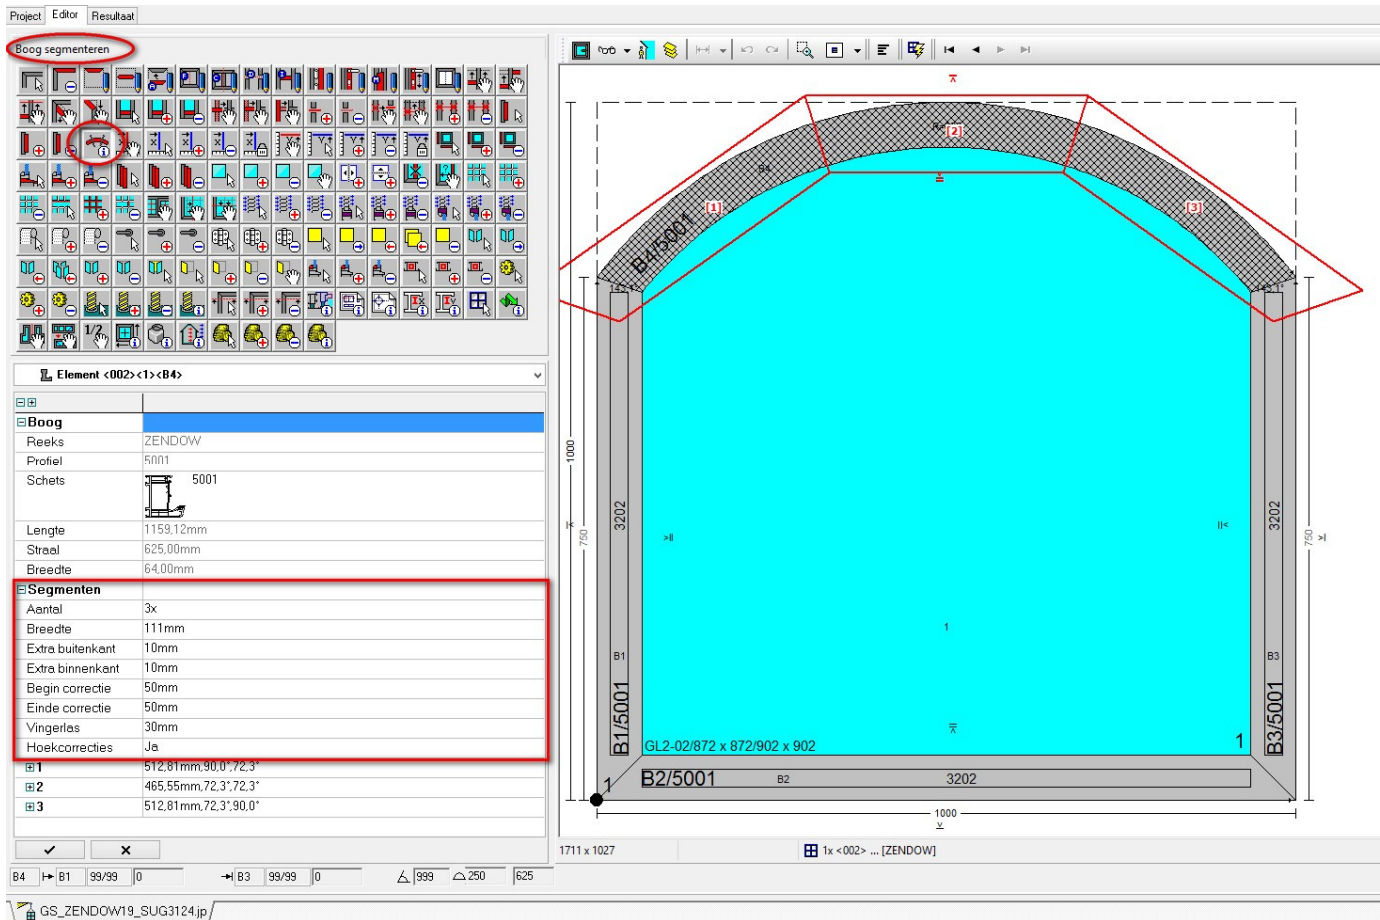 Project Editor Resultaat
Boog segmenteren
1/2
Element <002><1><B4>
Boog
Reeks ZENDOW
Profiel 5001
Schets 5001
Lengte 1159,12mm
Straal 625,00mm
Breedte 64,00mm
Segmenten
Aantal 3x
Breedte 111mm
Extra buitenkant 10mm
Extra binnenkant 10mm
Begin correctie 50mm
Einde correctie 50mm
Vingerlas 30mm
Hoekcorrecties Ja
1 512,81mm,90,0°,72,3°
2 465,55mm,72,3°,72,3°
3 512,81mm,72,3°,90,0°
B4 B1 99/99 0 B3 99/99 0 999 250 625
GS_ZENDOW19_SUG3124.jp
[2]
B4
[1]
[3]
B4/5001
1000
750
3202
3202
750
1
B1
B3
B1/5001
B3/5001
GL2-02/872 x 872/902 x 902
1
1
B2/5001 B2 3202
1000
1711 x 1027
1x <002> ... [ZENDOW]